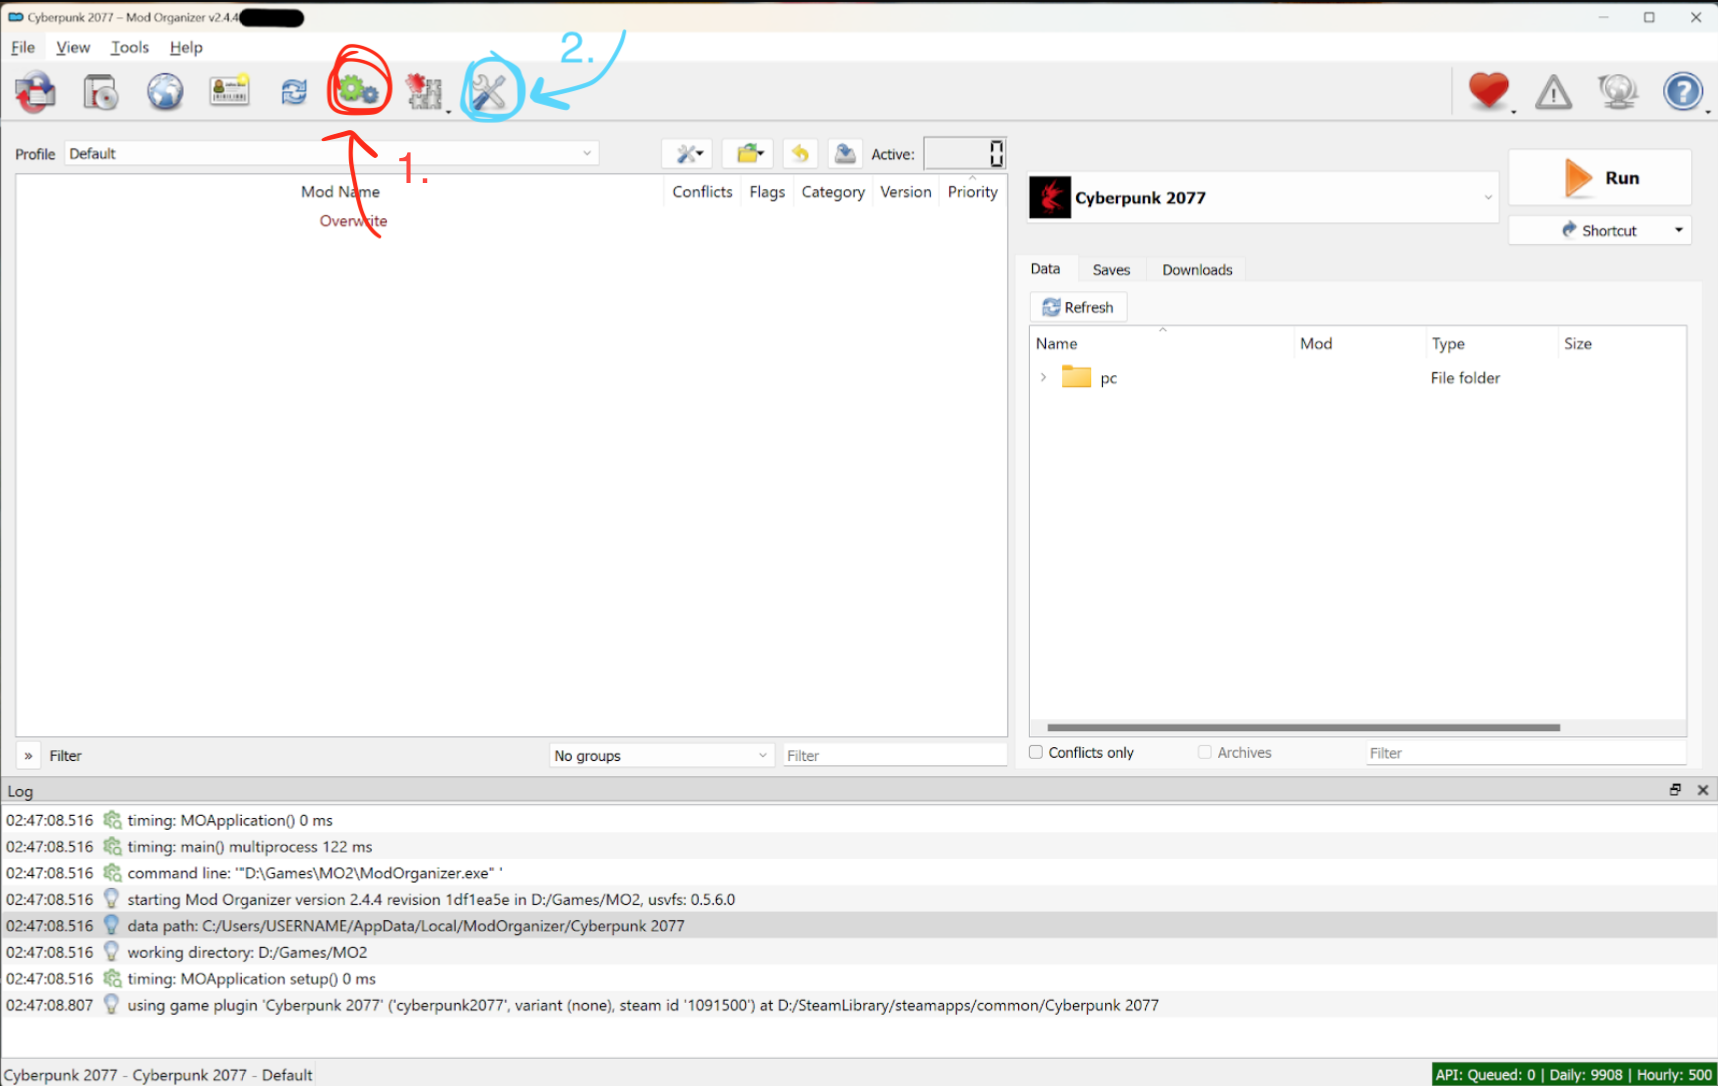 Cyberpunk 2077 – Mod Organizer v2.4.4
File View Tools Help
2.
1.
Profile Default
Active: 0
Mod Name Conflicts Flags Category Version Priority
Overwrite
Cyberpunk 2077
Run
Shortcut
Data Saves Downloads
Refresh
Name Mod Type Size
pc File folder
» Filter No groups Filter
Conflicts only Archives Filter
Log
02:47:08.516 timing: MOApplication() 0 ms
02:47:08.516 timing: main() multiprocess 122 ms
02:47:08.516 command line: '"D:\Games\MO2\ModOrganizer.exe" '
02:47:08.516 starting Mod Organizer version 2.4.4 revision 1df1ea5e in D:/Games/MO2, usvfs: 0.5.6.0
02:47:08.516 data path: C:/Users/USERNAME/AppData/Local/ModOrganizer/Cyberpunk 2077
02:47:08.516 working directory: D:/Games/MO2
02:47:08.516 timing: MOApplication setup() 0 ms
02:47:08.807 using game plugin 'Cyberpunk 2077' ('cyberpunk2077', variant (none), steam id '1091500') at D:/SteamLibrary/steamapps/common/Cyberpunk 2077
Cyberpunk 2077 - Cyberpunk 2077 - Default
API: Queued: 0 | Daily: 9908 | Hourly: 500